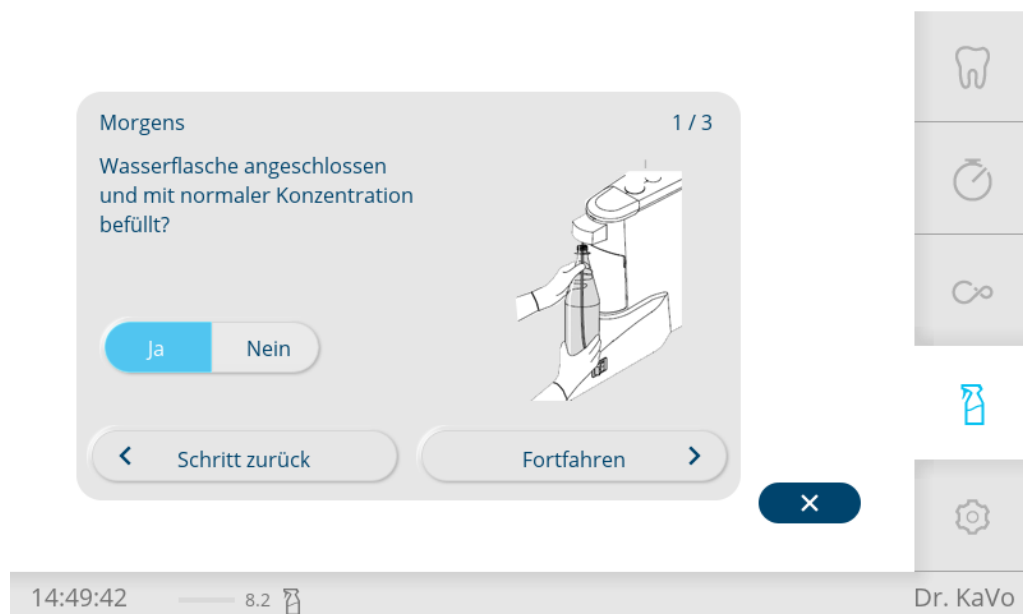 Morgens
1 / 3
Wasserflasche angeschlossen
und mit normaler Konzentration
befüllt?
Ja
Nein
Schritt zurück
Fortfahren
14:49:42
8.2
Dr. KaVo